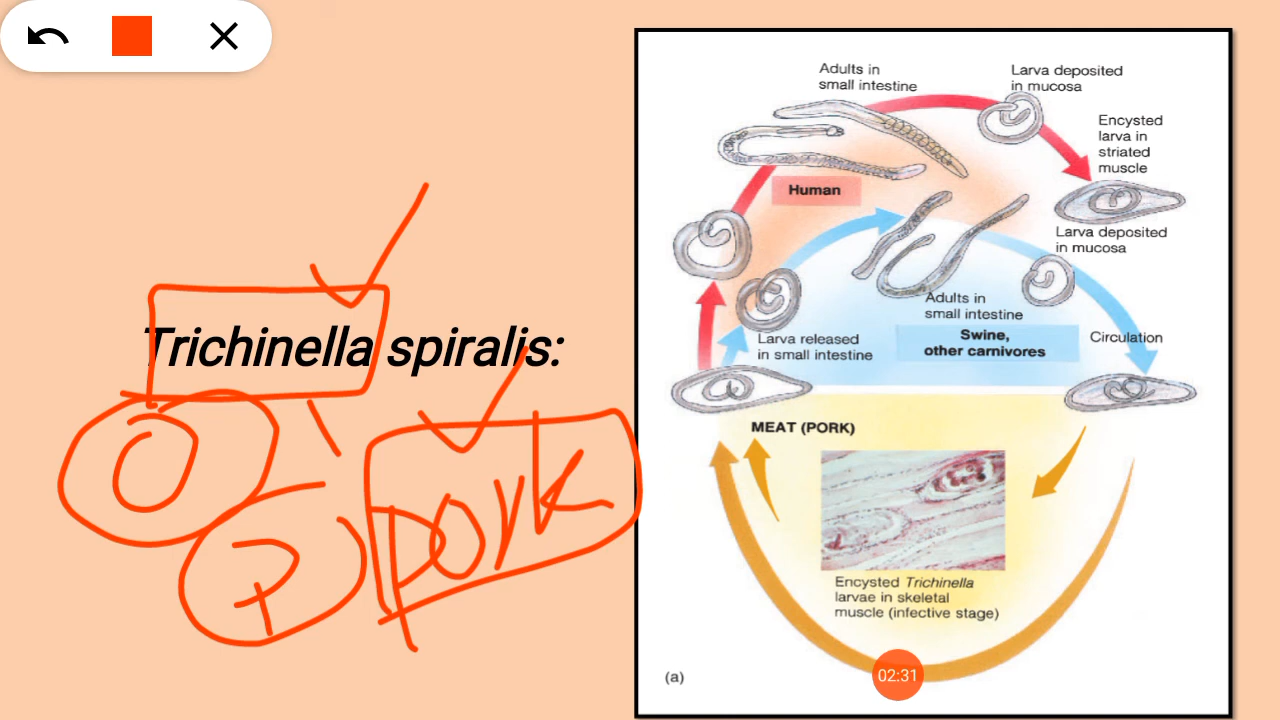 Trichinella spiralis:
pork
Adults in
small intestine
Larva deposited
in mucosa
Encysted
larva in
striated
muscle
Human
Larva deposited
in mucosa
Adults in
small intestine
Larva released
in small intestine
Swine,
other carnivores
Circulation
MEAT (PORK)
Encysted Trichinella
larvae in skeletal
muscle (infective stage)
(a)
02:31